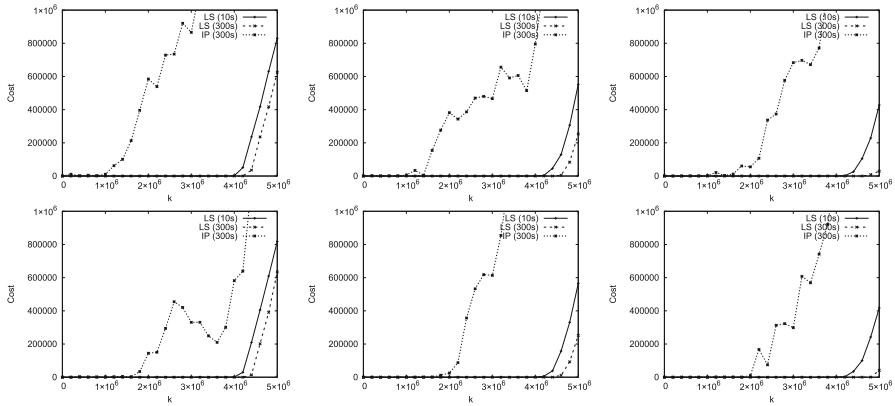 1×10⁶
800000
600000
400000
200000
0
Cost
LS (10s)
LS (300s)
IP (300s)
0 1×10⁶ 2×10⁶ 3×10⁶ 4×10⁶ 5×10⁶
k
1×10⁶
800000
600000
400000
200000
0
Cost
LS (10s)
LS (300s)
IP (300s)
0 1×10⁶ 2×10⁶ 3×10⁶ 4×10⁶ 5×10⁶
k
1×10⁶
800000
600000
400000
200000
0
Cost
LS (10s)
LS (300s)
IP (300s)
0 1×10⁶ 2×10⁶ 3×10⁶ 4×10⁶ 5×10⁶
k
1×10⁶
800000
600000
400000
200000
0
Cost
LS (10s)
LS (300s)
IP (300s)
0 1×10⁶ 2×10⁶ 3×10⁶ 4×10⁶ 5×10⁶
k
1×10⁶
800000
600000
400000
200000
0
Cost
LS (10s)
LS (300s)
IP (300s)
0 1×10⁶ 2×10⁶ 3×10⁶ 4×10⁶ 5×10⁶
k
1×10⁶
800000
600000
400000
200000
0
Cost
LS (10s)
LS (300s)
IP (300s)
0 1×10⁶ 2×10⁶ 3×10⁶ 4×10⁶ 5×10⁶
k